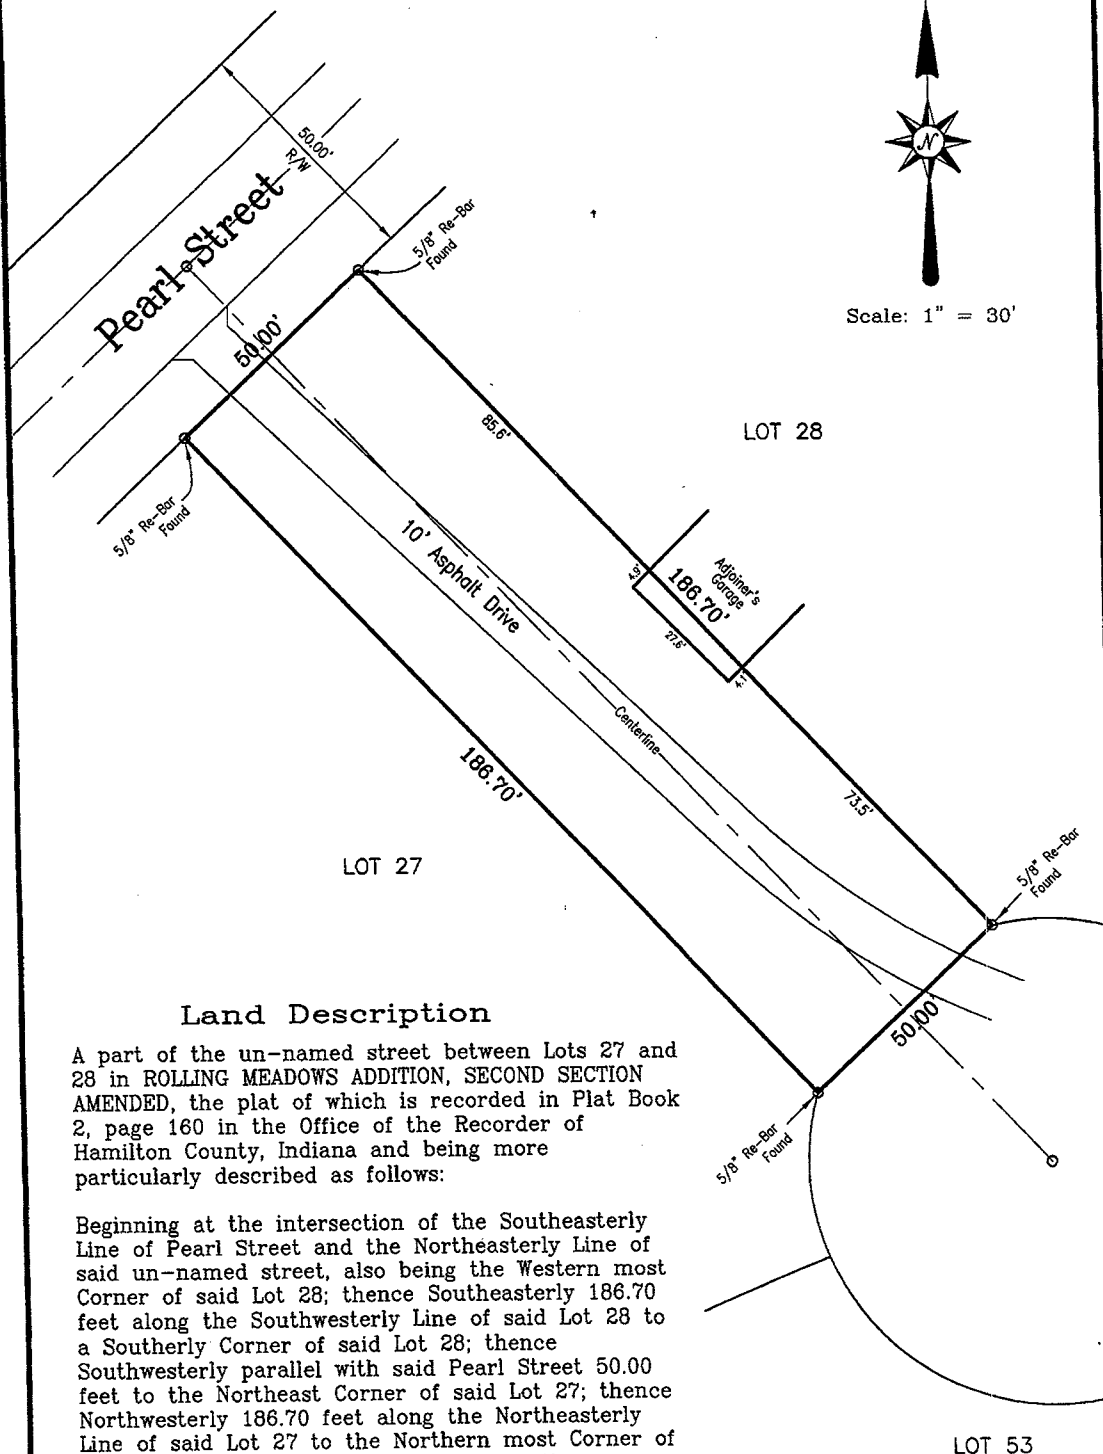 50.00'
R/W
Pearl Street
5/8" Re-Bar
Found
N
Scale: 1" = 30'
50.00'
85.6'
LOT 28
5/8" Re-Bar
Found
10' Asphalt Drive
4.9'
186.70'
Adjoiner's
Garage
27.6'
4.1'
Centerline
186.70'
73.5'
LOT 27
5/8" Re-Bar
Found
50.00'
5/8" Re-Bar
Found
Land Description
A part of the un-named street between Lots 27 and
28 in ROLLING MEADOWS ADDITION, SECOND SECTION
AMENDED, the plat of which is recorded in Plat Book
2, page 160 in the Office of the Recorder of
Hamilton County, Indiana and being more
particularly described as follows:
Beginning at the intersection of the Southeasterly
Line of Pearl Street and the Northeasterly Line of
said un-named street, also being the Western most
Corner of said Lot 28; thence Southeasterly 186.70
feet along the Southwesterly Line of said Lot 28 to
a Southerly Corner of said Lot 28; thence
Southwesterly parallel with said Pearl Street 50.00
feet to the Northeast Corner of said Lot 27; thence
Northwesterly 186.70 feet along the Northeasterly
Line of said Lot 27 to the Northern most Corner of
LOT 53